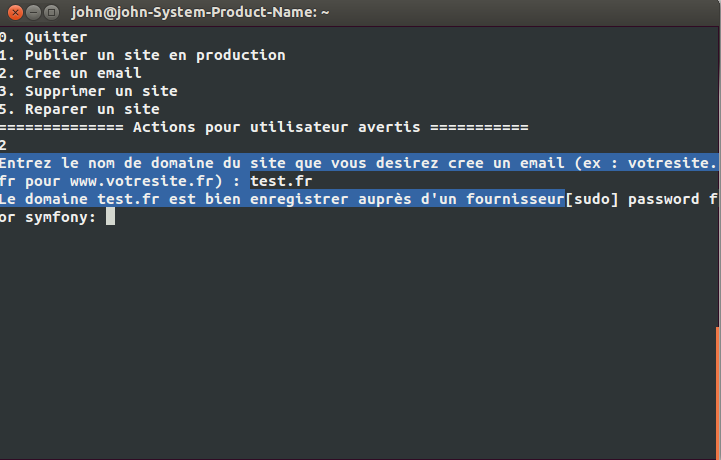 john@john-System-Product-Name: ~
0. Quitter
1. Publier un site en production
2. Cree un email
3. Supprimer un site
5. Reparer un site
============== Actions pour utilisateur avertis ===========
2
Entrez le nom de domaine du site que vous desirez cree un email (ex : votresite.
fr pour www.votresite.fr) : test.fr
Le domaine test.fr est bien enregistrer auprès d'un fournisseur[sudo] password f
or symfony: